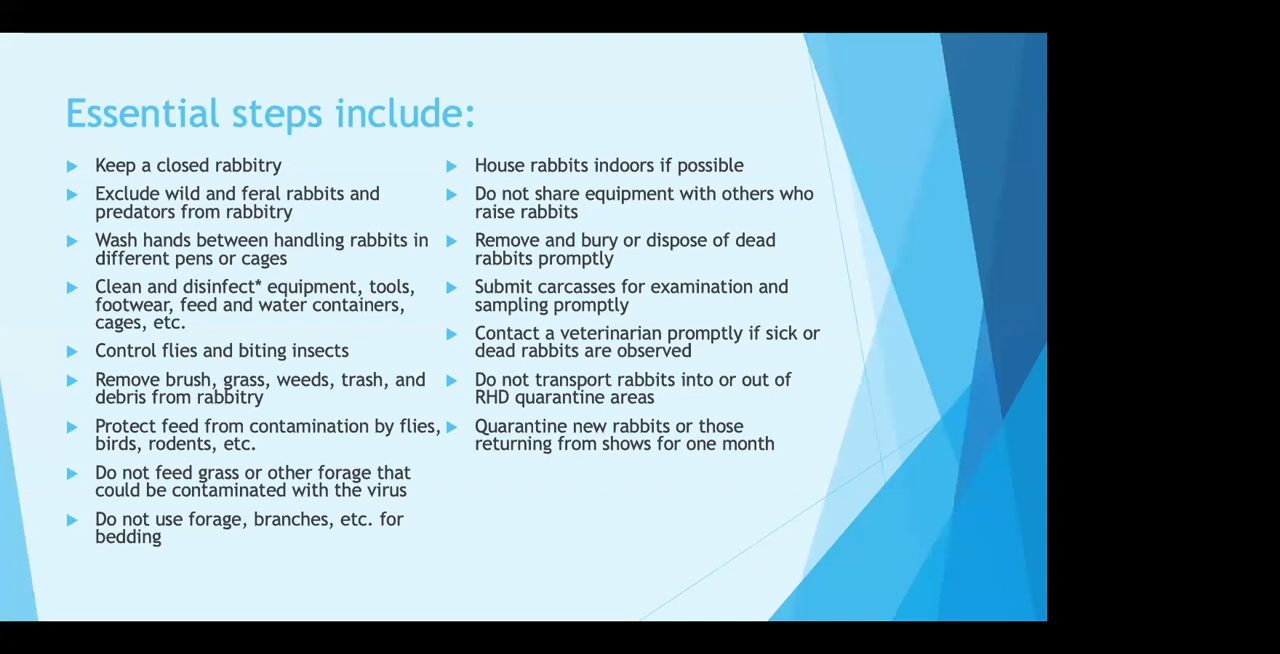 Essential steps include:
Keep a closed rabbitry
Exclude wild and feral rabbits and
predators from rabbitry
Wash hands between handling rabbits in
different pens or cages
Clean and disinfect* equipment, tools,
footwear, feed and water containers,
cages, etc.
Control flies and biting insects
Remove brush, grass, weeds, trash, and
debris from rabbitry
Protect feed from contamination by flies,
birds, rodents, etc.
Do not feed grass or other forage that
could be contaminated with the virus
Do not use forage, branches, etc. for
bedding
House rabbits indoors if possible
Do not share equipment with others who
raise rabbits
Remove and bury or dispose of dead
rabbits promptly
Submit carcasses for examination and
sampling promptly
Contact a veterinarian promptly if sick or
dead rabbits are observed
Do not transport rabbits into or out of
RHD quarantine areas
Quarantine new rabbits or those
returning from shows for one month